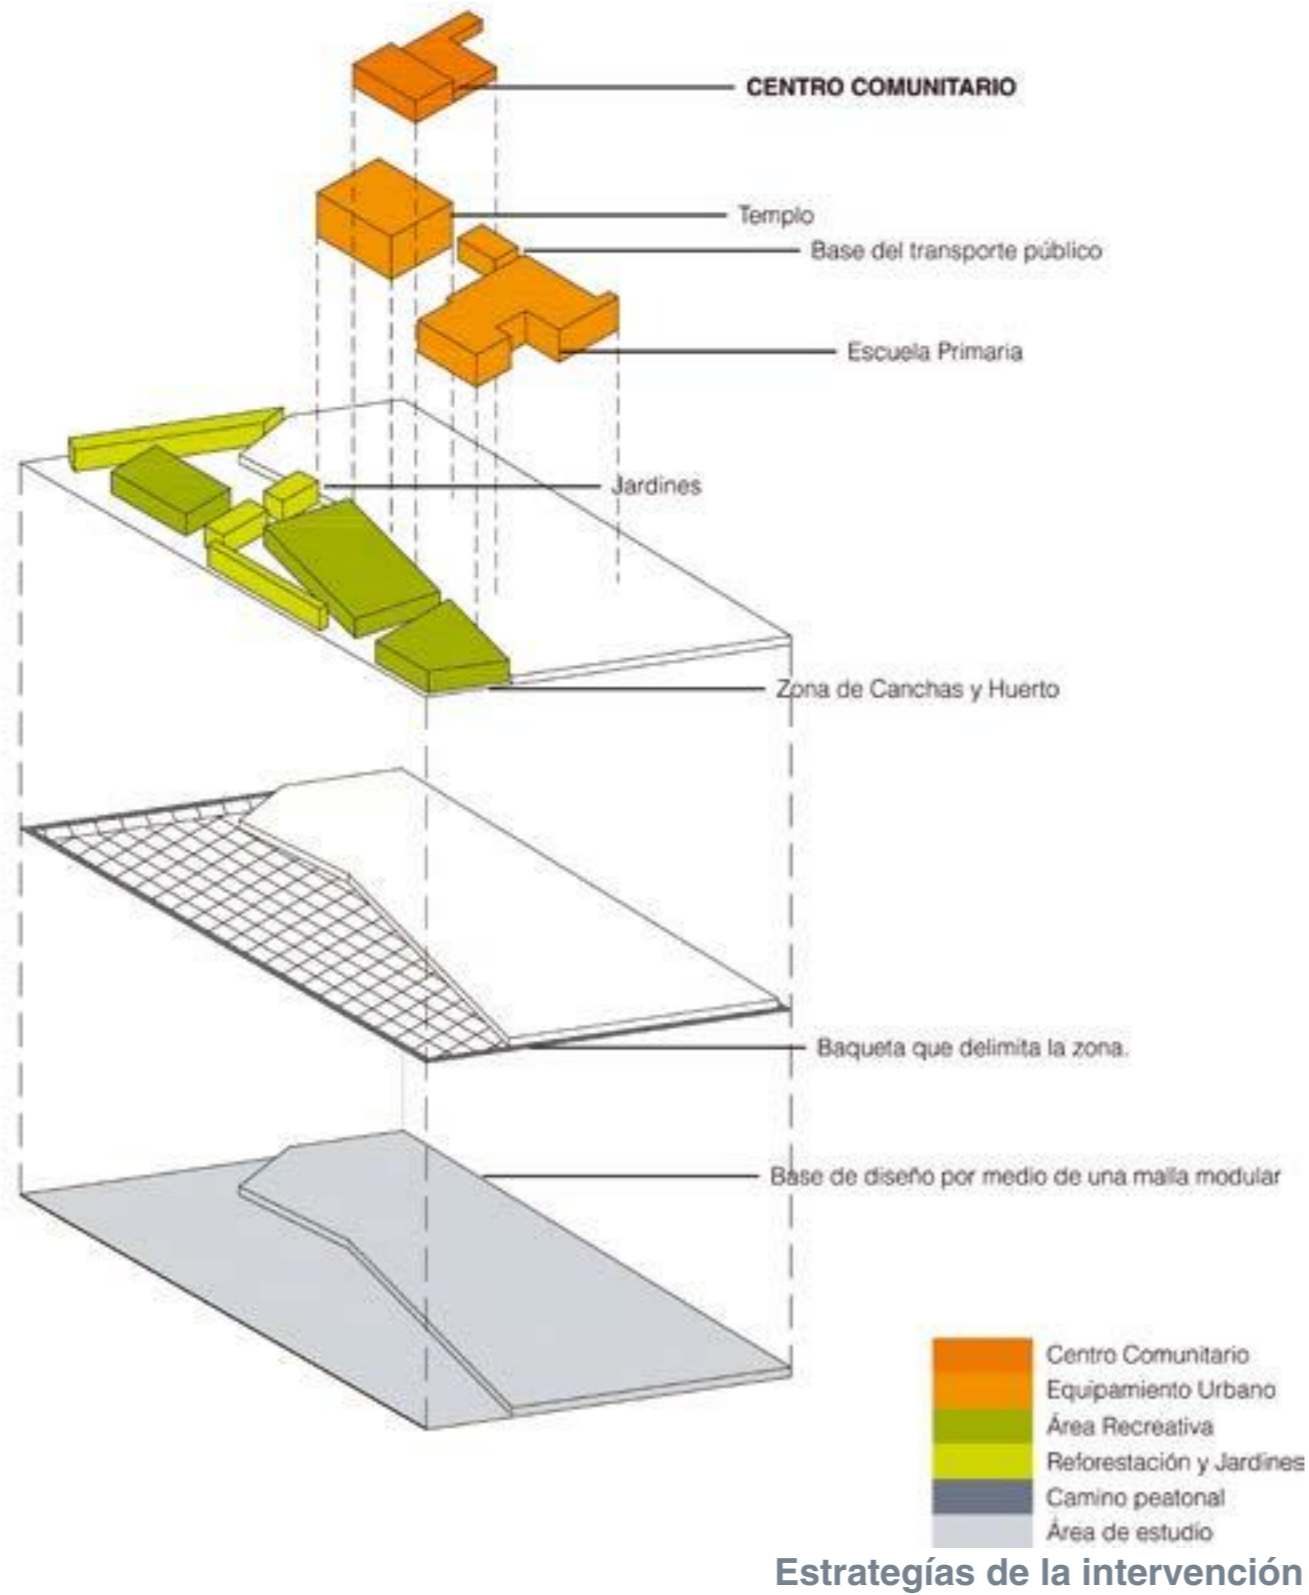 CENTRO COMUNITARIO
Templo
Base del transporte público
Escuela Primaria
Jardines
Zona de Canchas y Huerto
Baqueta que delimita la zona.
Base de diseño por medio de una malla modular
Centro Comunitario
Equipamiento Urbano
Área Recreativa
Reforestación y Jardines
Camino peatonal
Área de estudio
Estrategías de la intervención